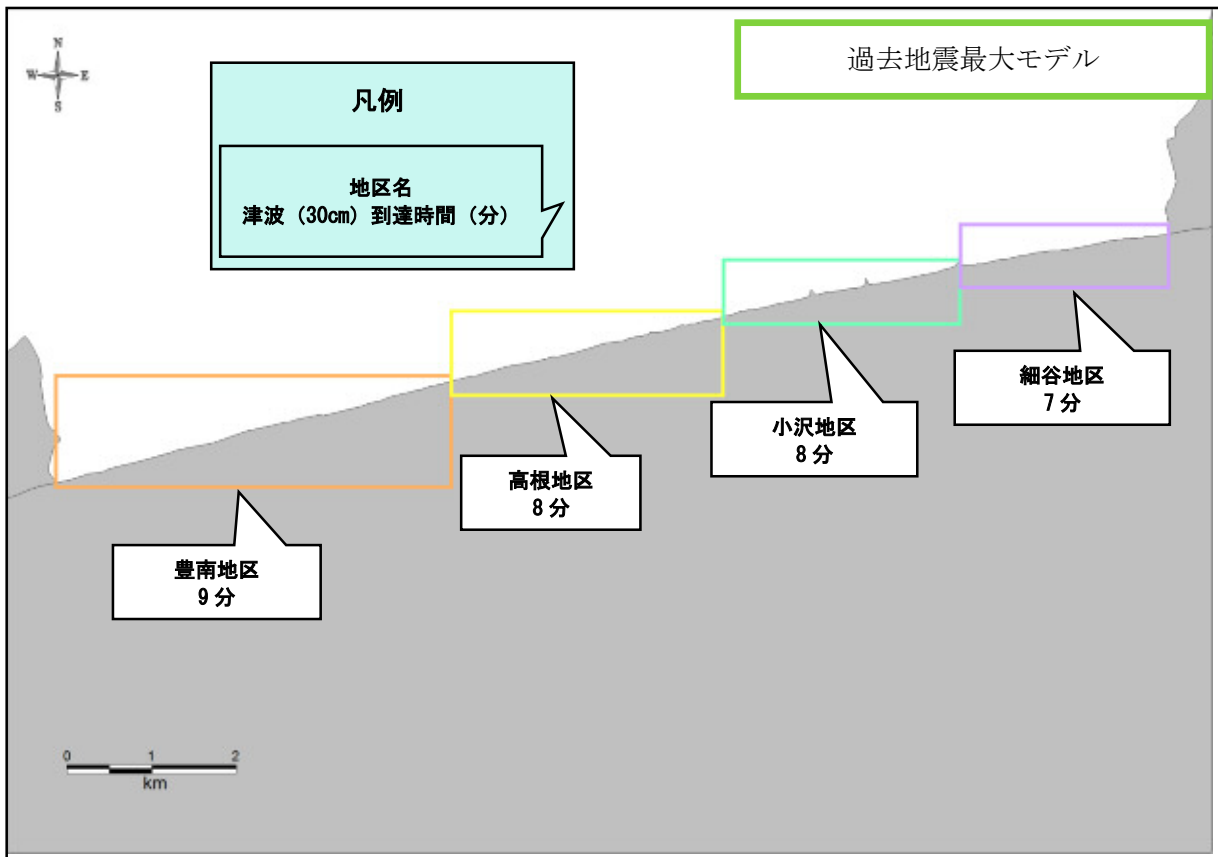 N
W E
S
過去地震最大モデル
凡例
地区名
津波（30㎝）到達時間（分）
細谷地区
7 分
小沢地区
8 分
高根地区
8 分
豊南地区
9 分
0 1 2
km